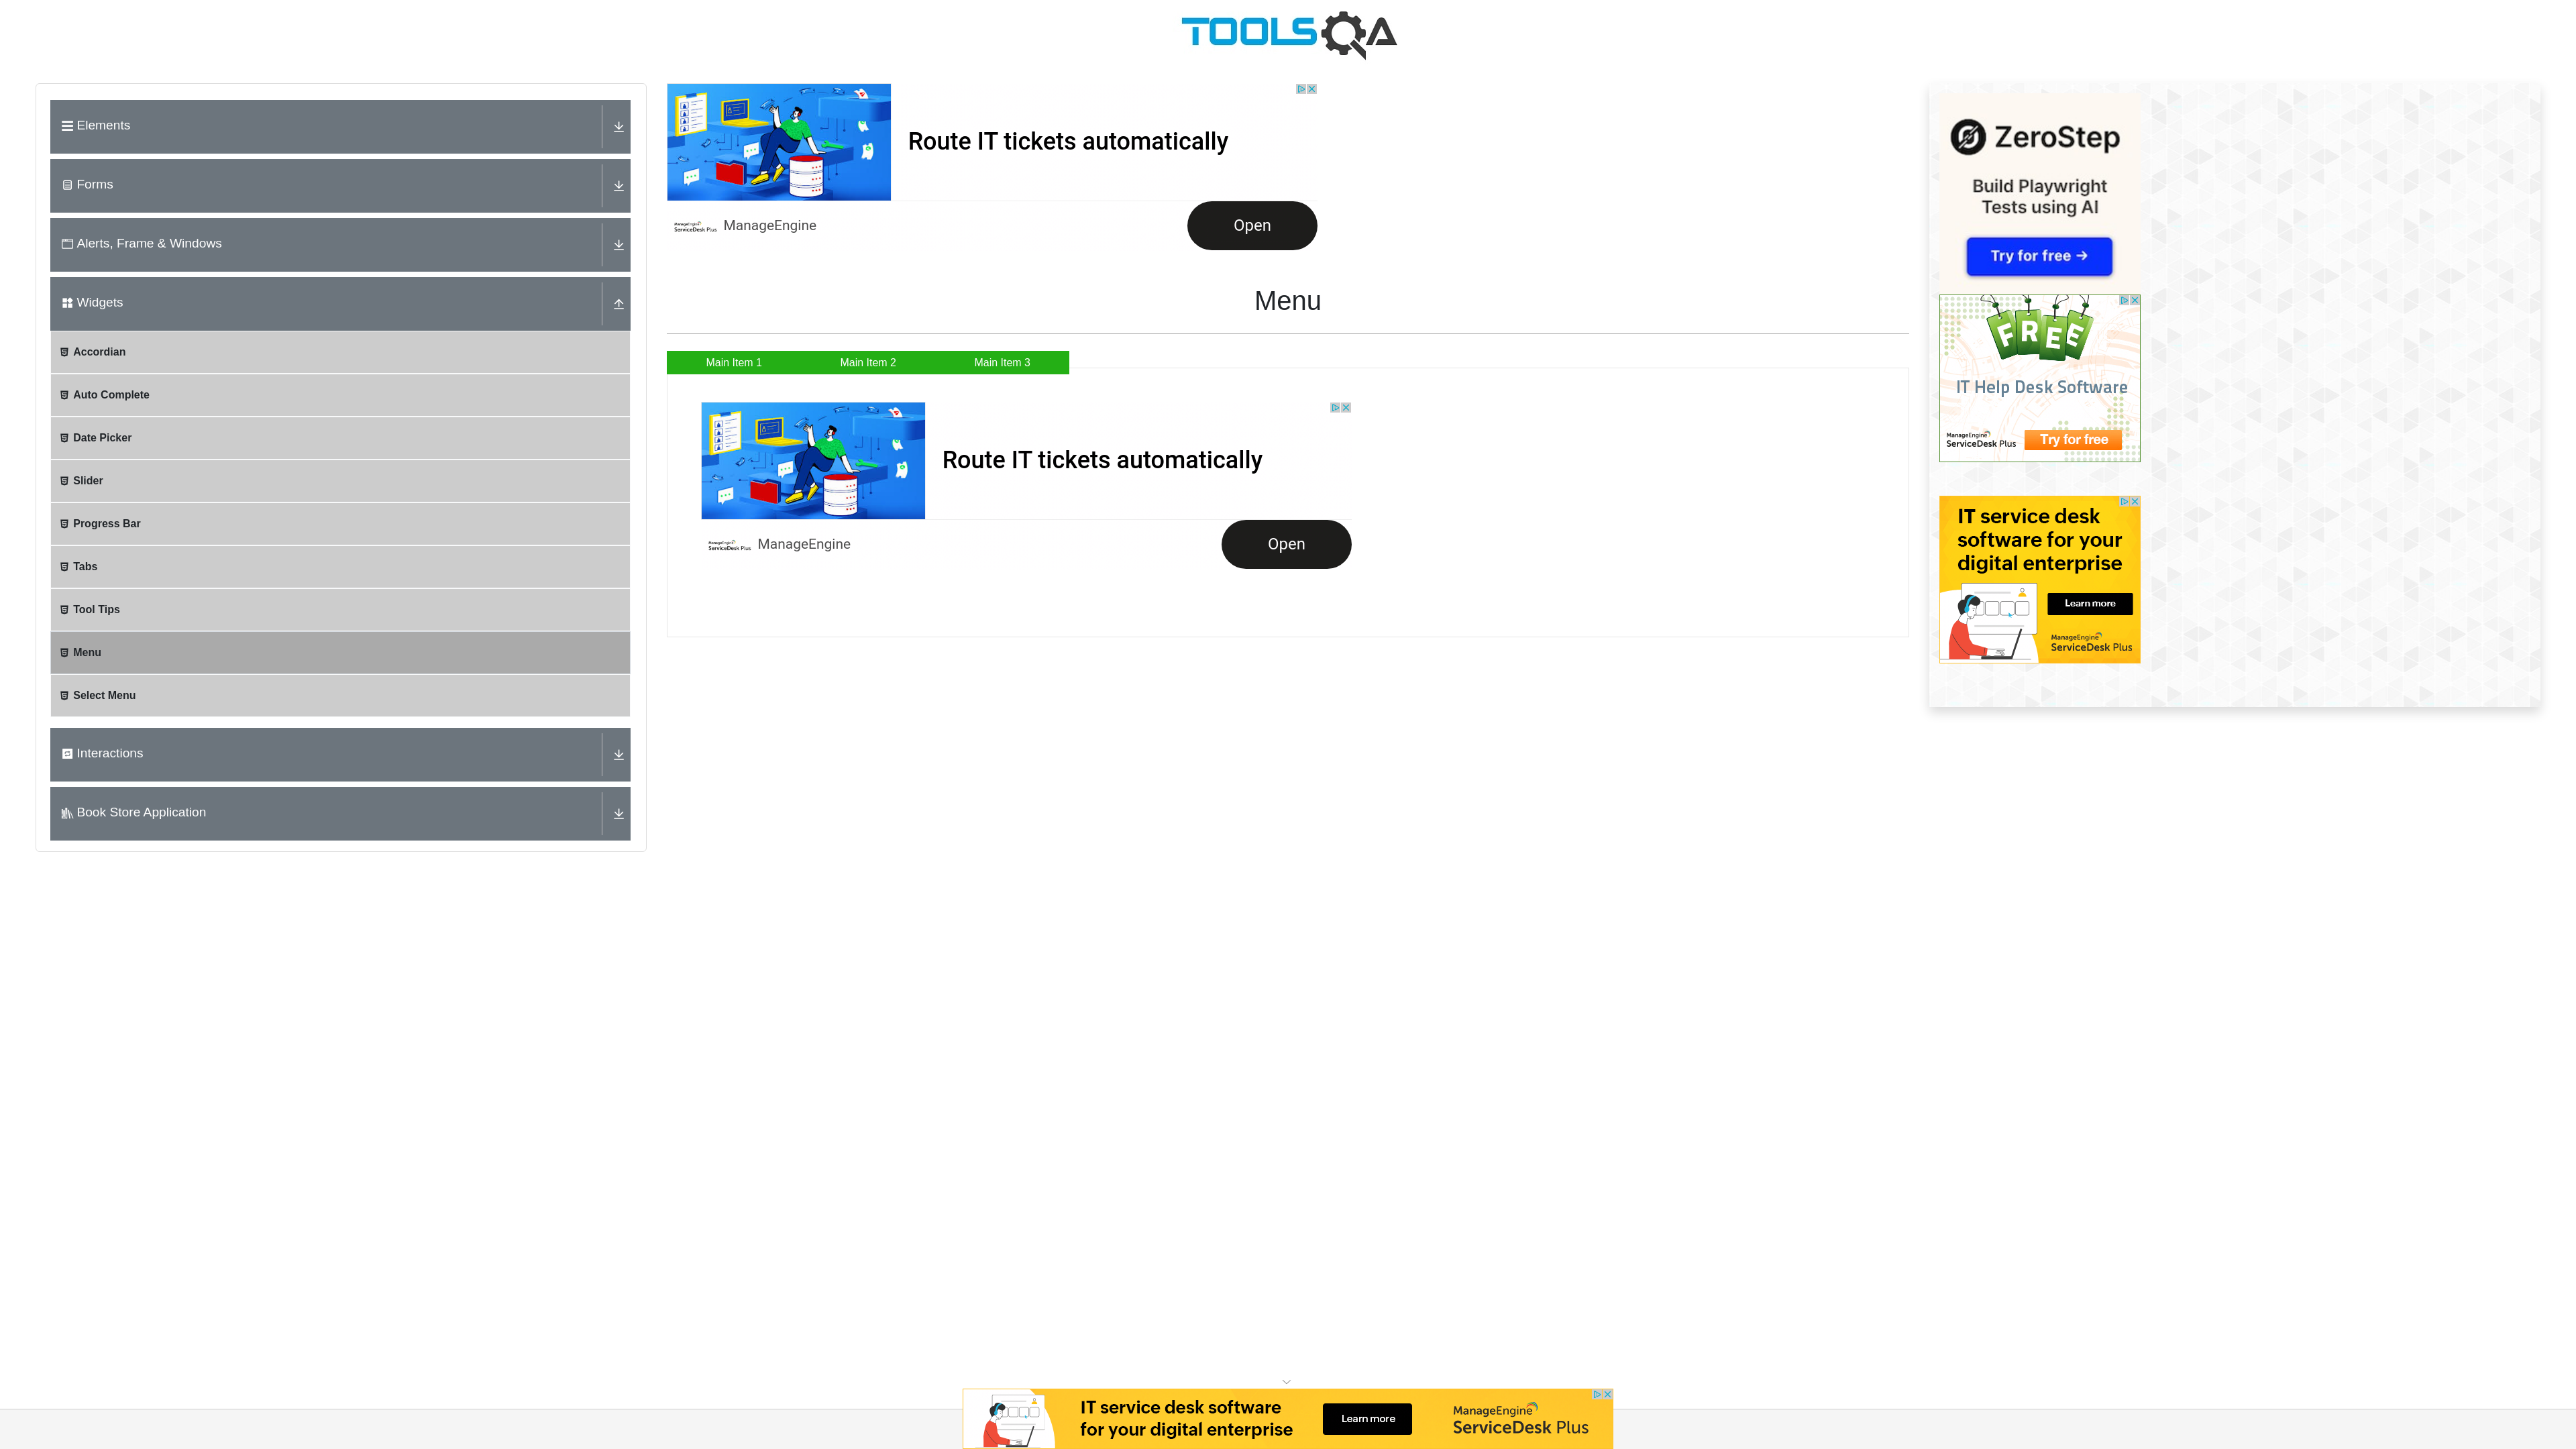 TOOLSQA
Elements
Forms
Alerts, Frame & Windows
Widgets
Accordian
Auto Complete
Date Picker
Slider
Progress Bar
Tabs
Tool Tips
Menu
Select Menu
Interactions
Book Store Application
Route IT tickets automatically
ManageEngine
ServiceDesk Plus
ManageEngine
Open
Menu
Main Item 1
Main Item 2
Main Item 3
Route IT tickets automatically
ManageEngine
ServiceDesk Plus
ManageEngine
Open
ZeroStep
Build Playwright
Tests using AI
Try for free →
FREE
IT Help Desk Software
ManageEngine
ServiceDesk Plus
Try for free
IT service desk
software for your
digital enterprise
Learn more
ManageEngine
ServiceDesk Plus
IT service desk software
for your digital enterprise
Learn more
ManageEngine
ServiceDesk Plus